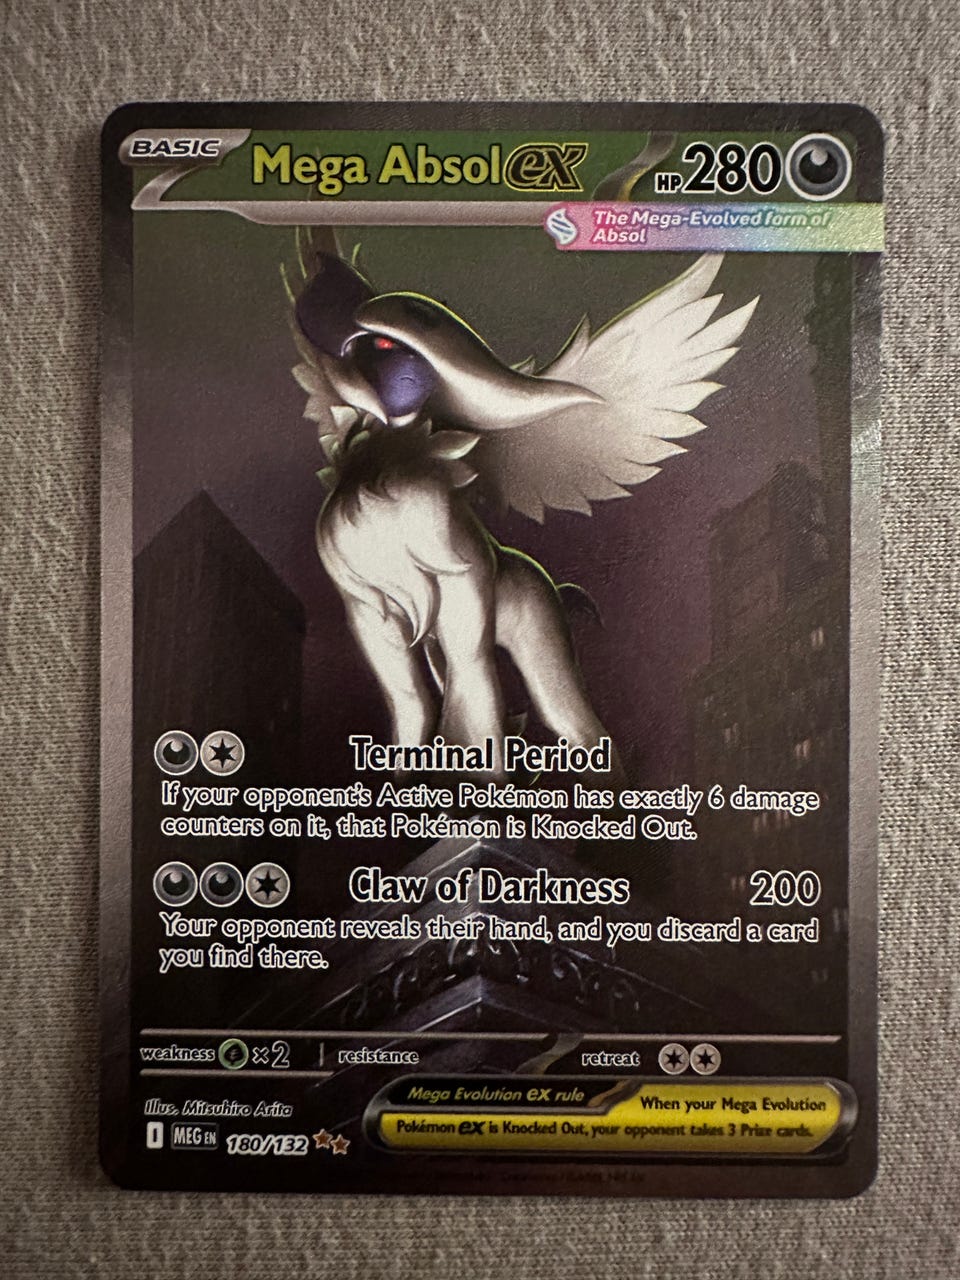 BASIC Mega Absol ex HP 280
The Mega-Evolved form of
Absol
Terminal Period
If your opponent's Active Pokémon has exactly 6 damage
counters on it, that Pokémon is Knocked Out.
Claw of Darkness 200
Your opponent reveals their hand, and you discard a card
you find there.
weakness ×2 resistance retreat
Mega Evolution ex rule When your Mega Evolution
Pokémon ex is Knocked Out, your opponent takes 3 Prize cards.
Illus. Mitsuhiro Arita
I MEG EN 180/132